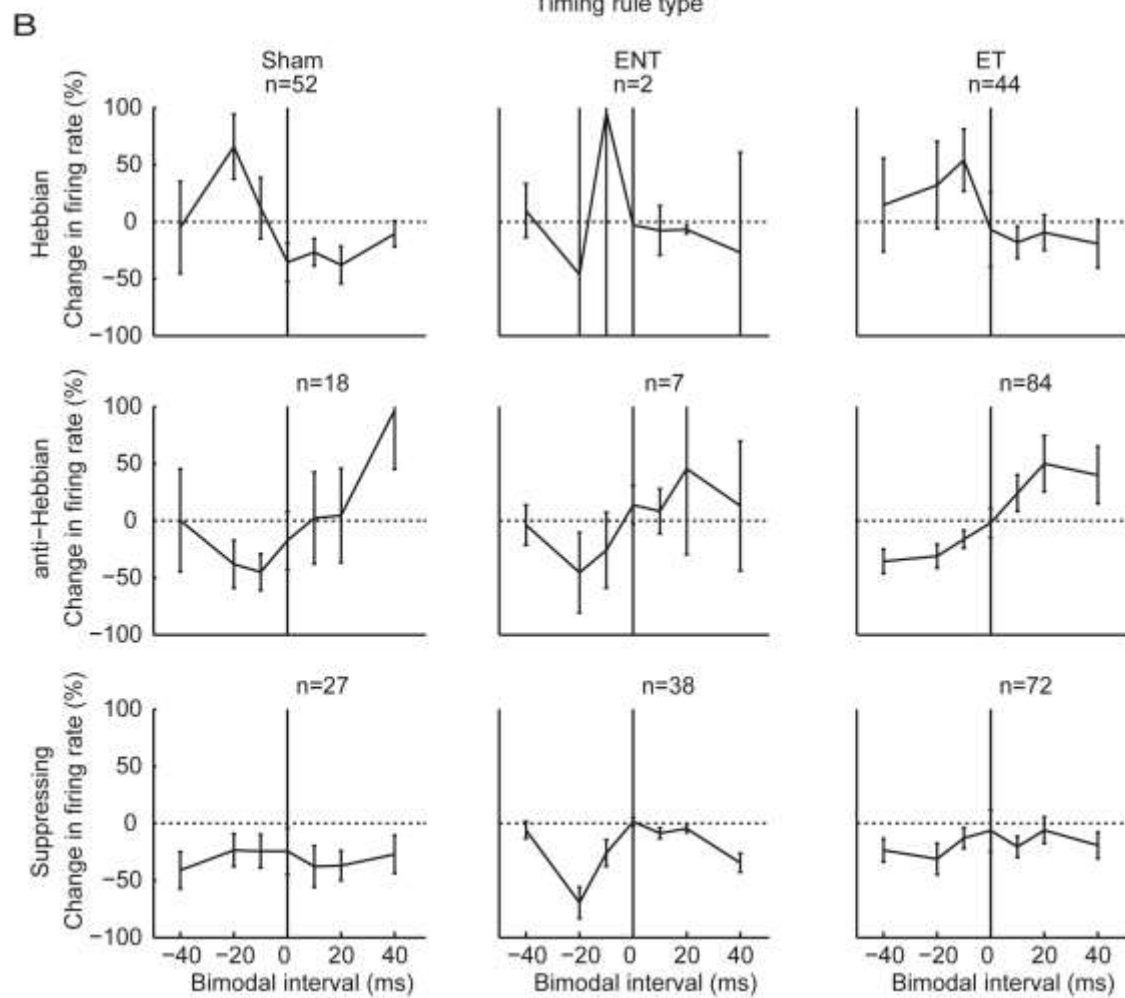 Timing rule type
B
Sham
n=52
ENT
n=2
ET
n=44
Hebbian
Change in firing rate (%)
100
50
0
−50
−100
n=18
n=7
n=84
anti−Hebbian
Change in firing rate (%)
100
50
0
−50
−100
n=27
n=38
n=72
Suppressing
Change in firing rate (%)
100
50
0
−50
−100
−40 −20 0 20 40
−40 −20 0 20 40
−40 −20 0 20 40
Bimodal interval (ms)
Bimodal interval (ms)
Bimodal interval (ms)